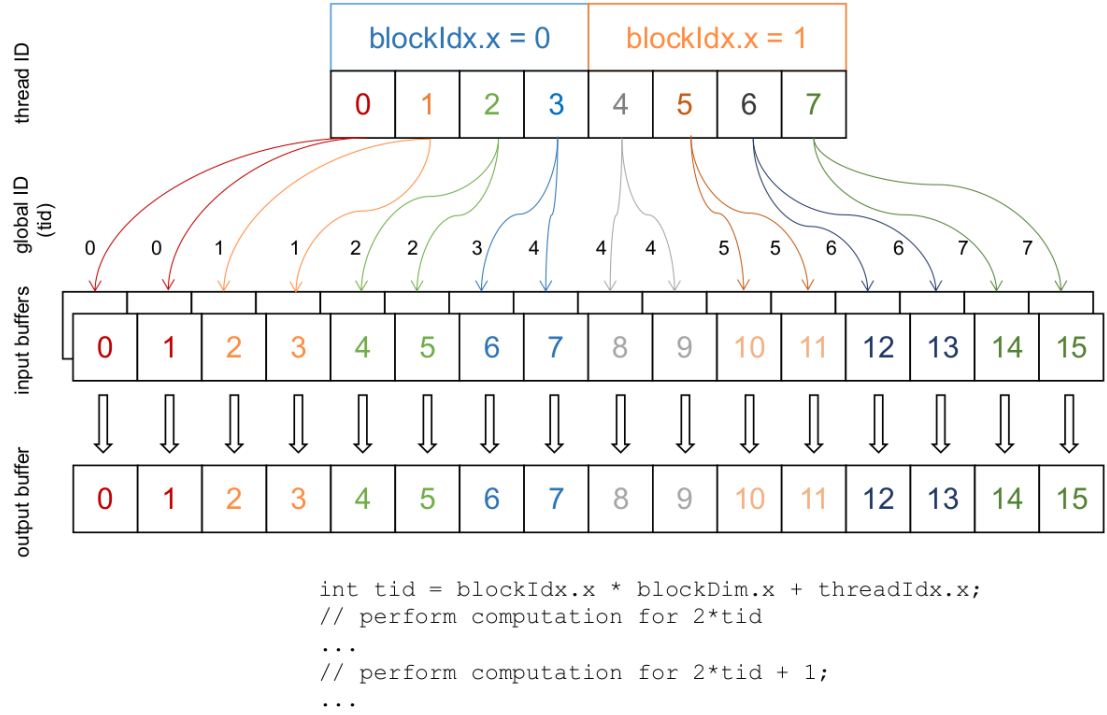 thread ID
blockIdx.x = 0 blockIdx.x = 1
0 1 2 3 4 5 6 7
global ID
(tid)
0 0 1 1 2 2 3 4 4 4 5 5 6 6 7 7
input buffers
0 1 2 3 4 5 6 7 8 9 10 11 12 13 14 15
output buffer
0 1 2 3 4 5 6 7 8 9 10 11 12 13 14 15
int tid = blockIdx.x * blockDim.x + threadIdx.x;
// perform computation for 2*tid
...
// perform computation for 2*tid + 1;
...